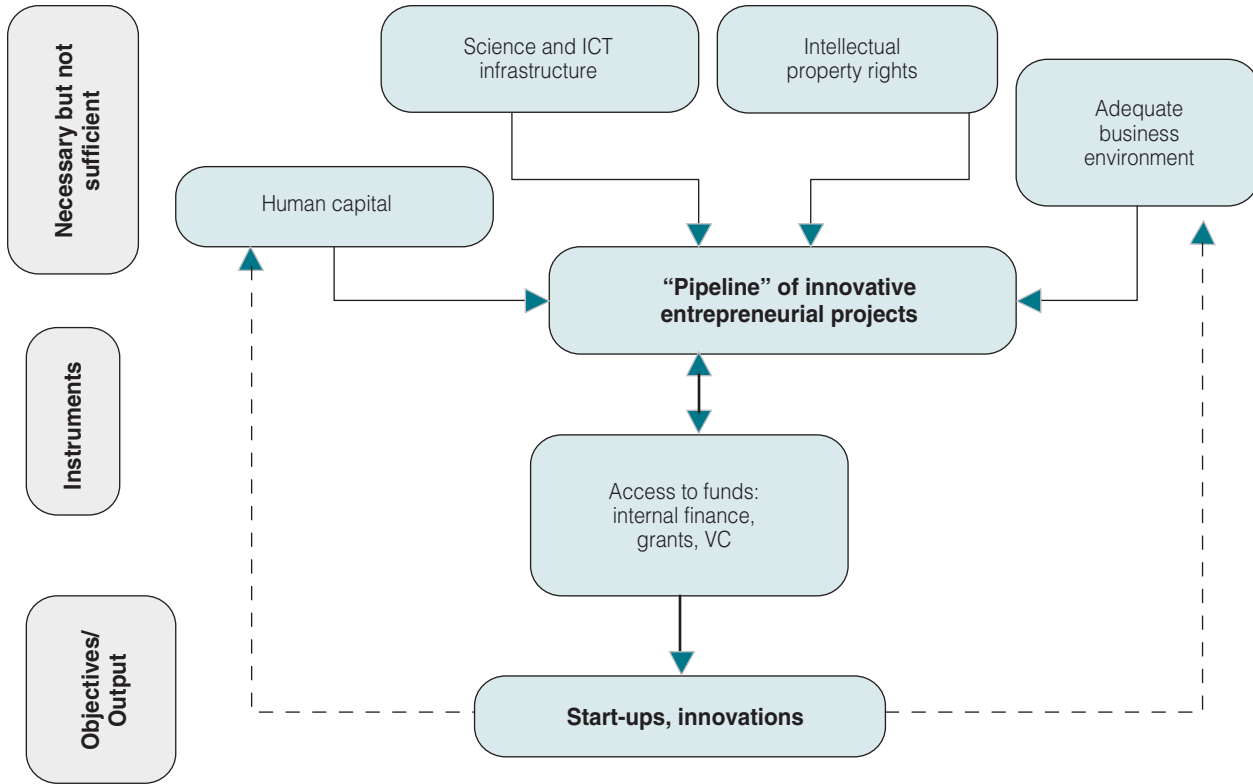 Necessary but not
sufficient
Science and ICT
infrastructure
Intellectual
property rights
Adequate
business
environment
Human capital
“Pipeline” of innovative
entrepreneurial projects
Instruments
Access to funds:
internal finance,
grants, VC
Objectives/
Output
Start-ups, innovations